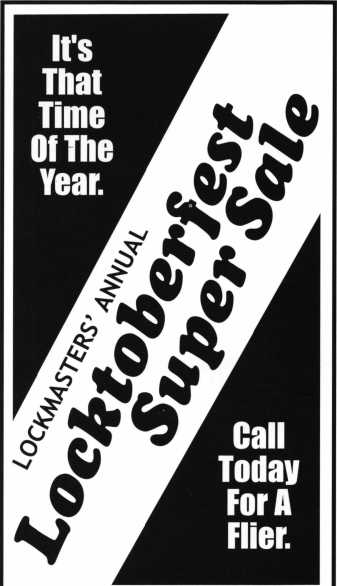 It's
That
Time
Of The
Year.
LOCKMASTERS' ANNUAL
Locktoberfest
Super Sale
Call
Today
For A
Flier.